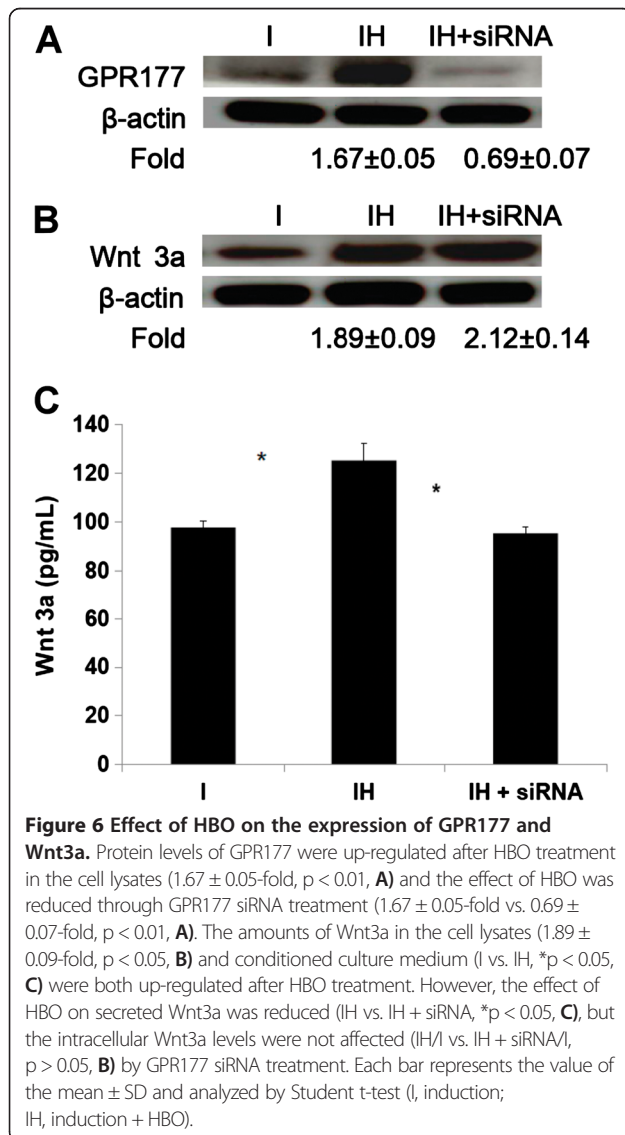 A
I IH IH+siRNA
GPR177
β-actin
Fold 1.67±0.05 0.69±0.07
B
I IH IH+siRNA
Wnt 3a
β-actin
Fold 1.89±0.09 2.12±0.14
C
140
120
100
80
60
40
20
0
Wnt 3a (pg/mL)
* *
I IH IH + siRNA
Figure 6 Effect of HBO on the expression of GPR177 and
Wnt3a. Protein levels of GPR177 were up-regulated after HBO treatment
in the cell lysates (1.67 ± 0.05-fold, p < 0.01, A) and the effect of HBO was
reduced through GPR177 siRNA treatment (1.67 ± 0.05-fold vs. 0.69 ±
0.07-fold, p < 0.01, A). The amounts of Wnt3a in the cell lysates (1.89 ±
0.09-fold, p < 0.05, B) and conditioned culture medium (I vs. IH, *p < 0.05,
C) were both up-regulated after HBO treatment. However, the effect of
HBO on secreted Wnt3a was reduced (IH vs. IH + siRNA, *p < 0.05, C), but
the intracellular Wnt3a levels were not affected (IH/I vs. IH + siRNA/I,
p > 0.05, B) by GPR177 siRNA treatment. Each bar represents the value of
the mean ± SD and analyzed by Student t-test (I, induction;
IH, induction + HBO).